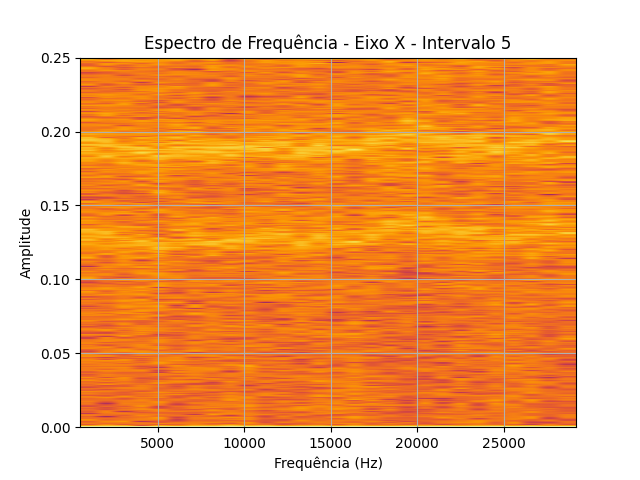 Espectro de Frequência - Eixo X - Intervalo 5
0.25
0.20
0.15
0.10
0.05
0.00
Amplitude
5000 10000 15000 20000 25000
Frequência (Hz)